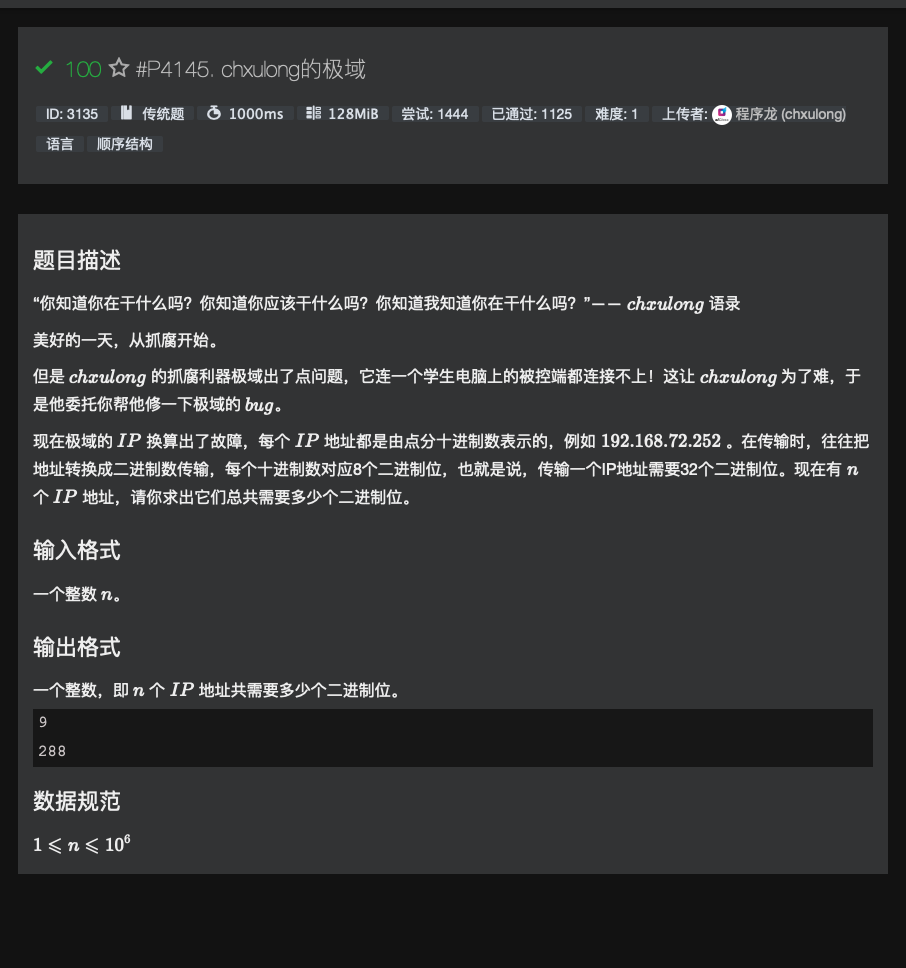 100 #P4145. chxulong的极域
ID: 3135 传统题 1000ms 128MiB 尝试: 1444 已通过: 1125 难度: 1 上传者: 程序龙 (chxulong)
语言 顺序结构
题目描述
“你知道你在干什么吗？你知道你应该干什么吗？你知道我知道你在干什么吗？”—— chxulong 语录
美好的一天，从抓腐开始。
但是 chxulong 的抓腐利器极域出了点问题，它连一个学生电脑上的被控端都连接不上！这让 chxulong 为了难，于
是他委托你帮他修一下极域的 bug。
现在极域的 IP 换算出了故障，每个 IP 地址都是由点分十进制数表示的，例如 192.168.72.252 。在传输时，往往把
地址转换成二进制数传输，每个十进制数对应8个二进制位，也就是说，传输一个IP地址需要32个二进制位。现在有 n
个 IP 地址，请你求出它们总共需要多少个二进制位。
输入格式
一个整数 n。
输出格式
一个整数，即 n 个 IP 地址共需要多少个二进制位。
9
288
数据规范
1 ⩽ n ⩽ 10⁶